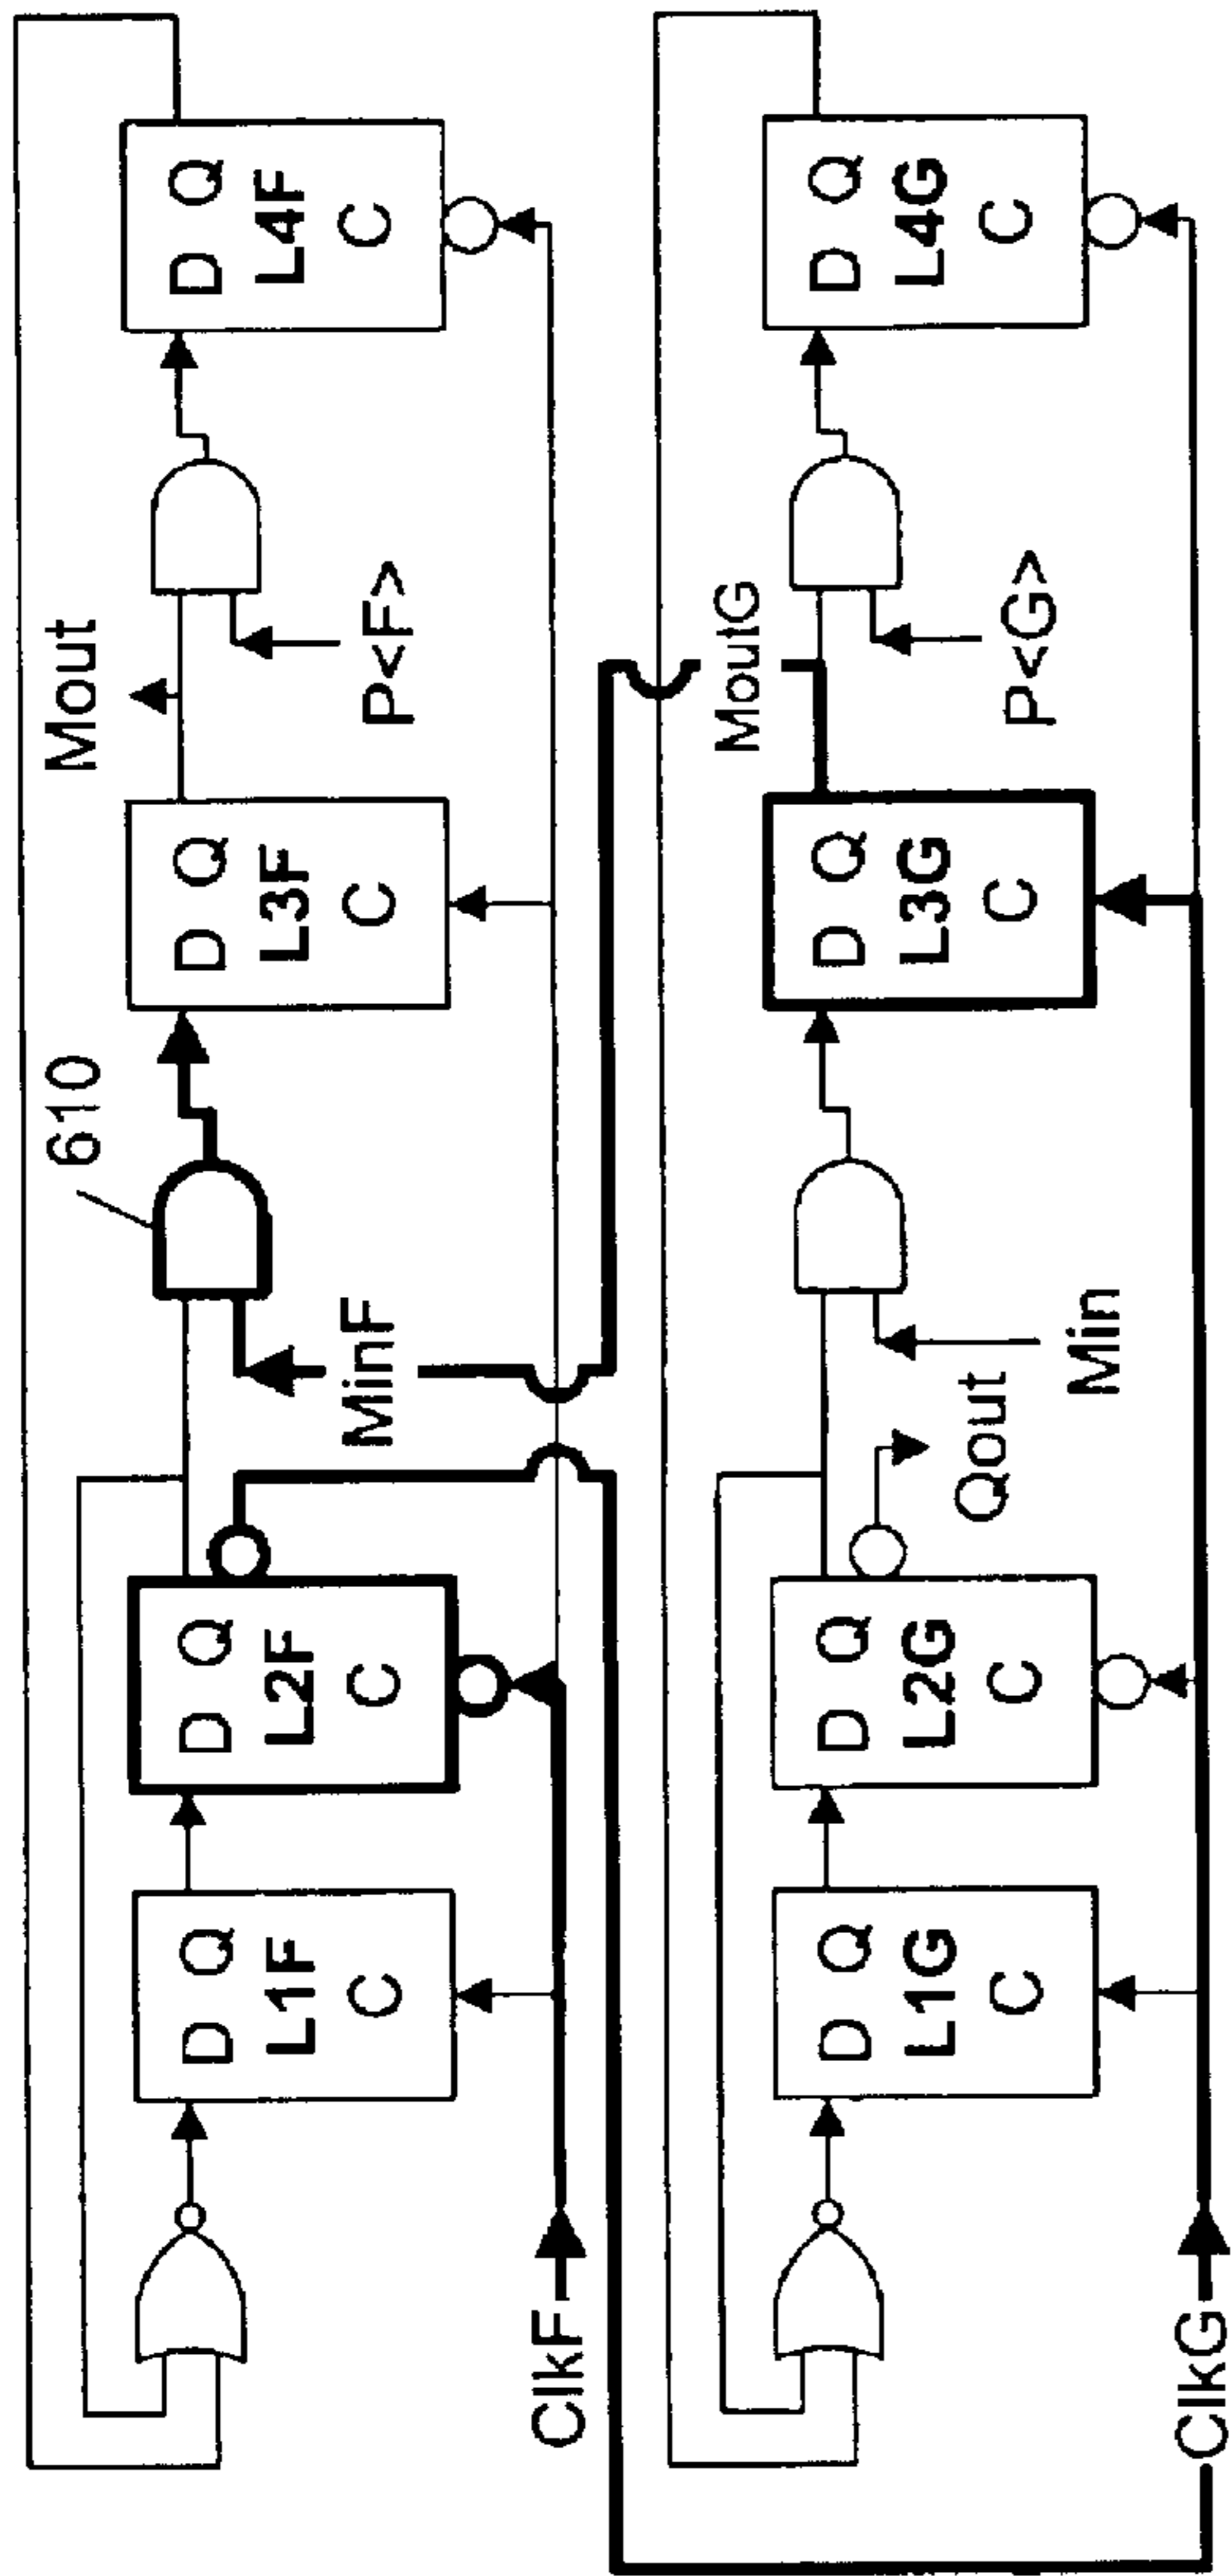 Mout
610
D Q
L1F
C
D Q
L2F
C
D Q
L3F
C
D Q
L4F
C
MinF
P<F>
ClkF
MoutG
D Q
L1G
C
D Q
L2G
C
D Q
L3G
C
D Q
L4G
C
Qout
Min
P<G>
ClkG